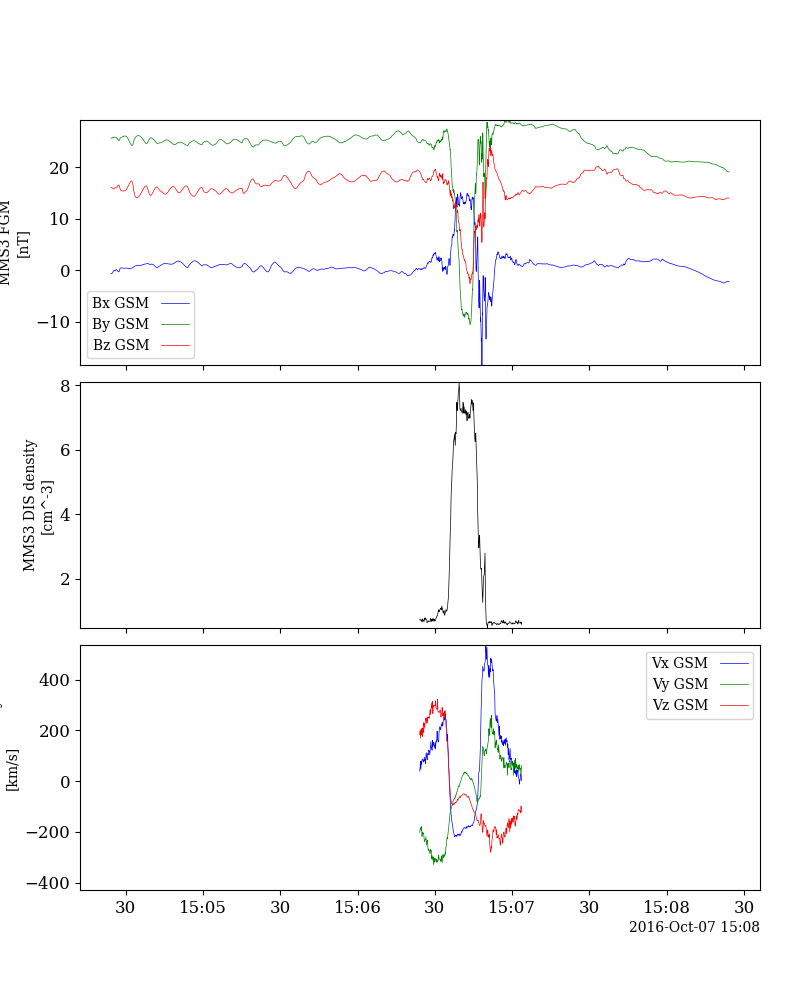 MMS3 FGM
[nT]
20
10
0
−10
Bx GSM
By GSM
Bz GSM
MMS3 DIS density
[cm^-3]
8
6
4
2
[km/s]
400
200
0
−200
−400
Vx GSM
Vy GSM
Vz GSM
30 15:05 30 15:06 30 15:07 30 15:08 30
2016-Oct-07 15:08